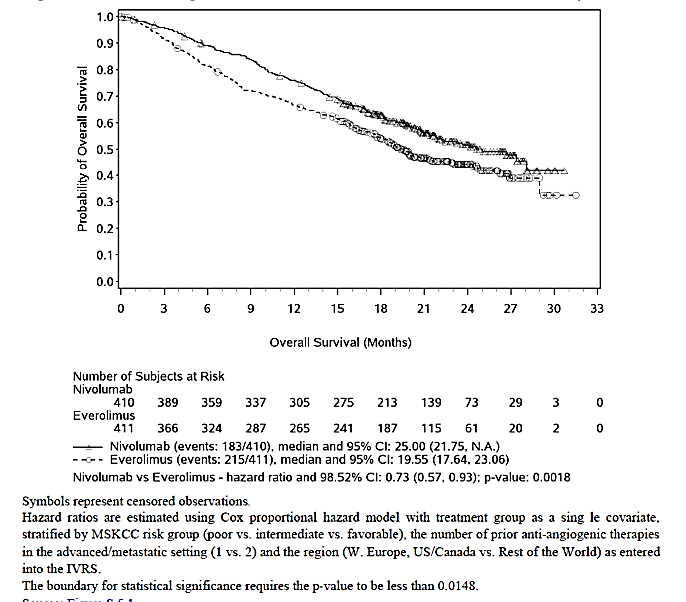 1.0
0.9
0.8
0.7
0.6
0.5
0.4
0.3
0.2
0.1
0.0
Probability of Overall Survival
0 3 6 9 12 15 18 21 24 27 30 33
Overall Survival (Months)
Number of Subjects at Risk
Nivolumab
410 389 359 337 305 275 213 139 73 29 3 0
Everolimus
411 366 324 287 265 241 187 115 61 20 2 0
Nivolumab (events: 183/410), median and 95% CI: 25.00 (21.75, N.A.)
Everolimus (events: 215/411), median and 95% CI: 19.55 (17.64, 23.06)
Nivolumab vs Everolimus - hazard ratio and 98.52% CI: 0.73 (0.57, 0.93); p-value: 0.0018
Symbols represent censored observations.
Hazard ratios are estimated using Cox proportional hazard model with treatment group as a sing le covariate,
stratified by MSKCC risk group (poor vs. intermediate vs. favorable), the number of prior anti-angiogenic therapies
in the advanced/metastatic setting (1 vs. 2) and the region (W. Europe, US/Canada vs. Rest of the World) as entered
into the IVRS.
The boundary for statistical significance requires the p-value to be less than 0.0148.